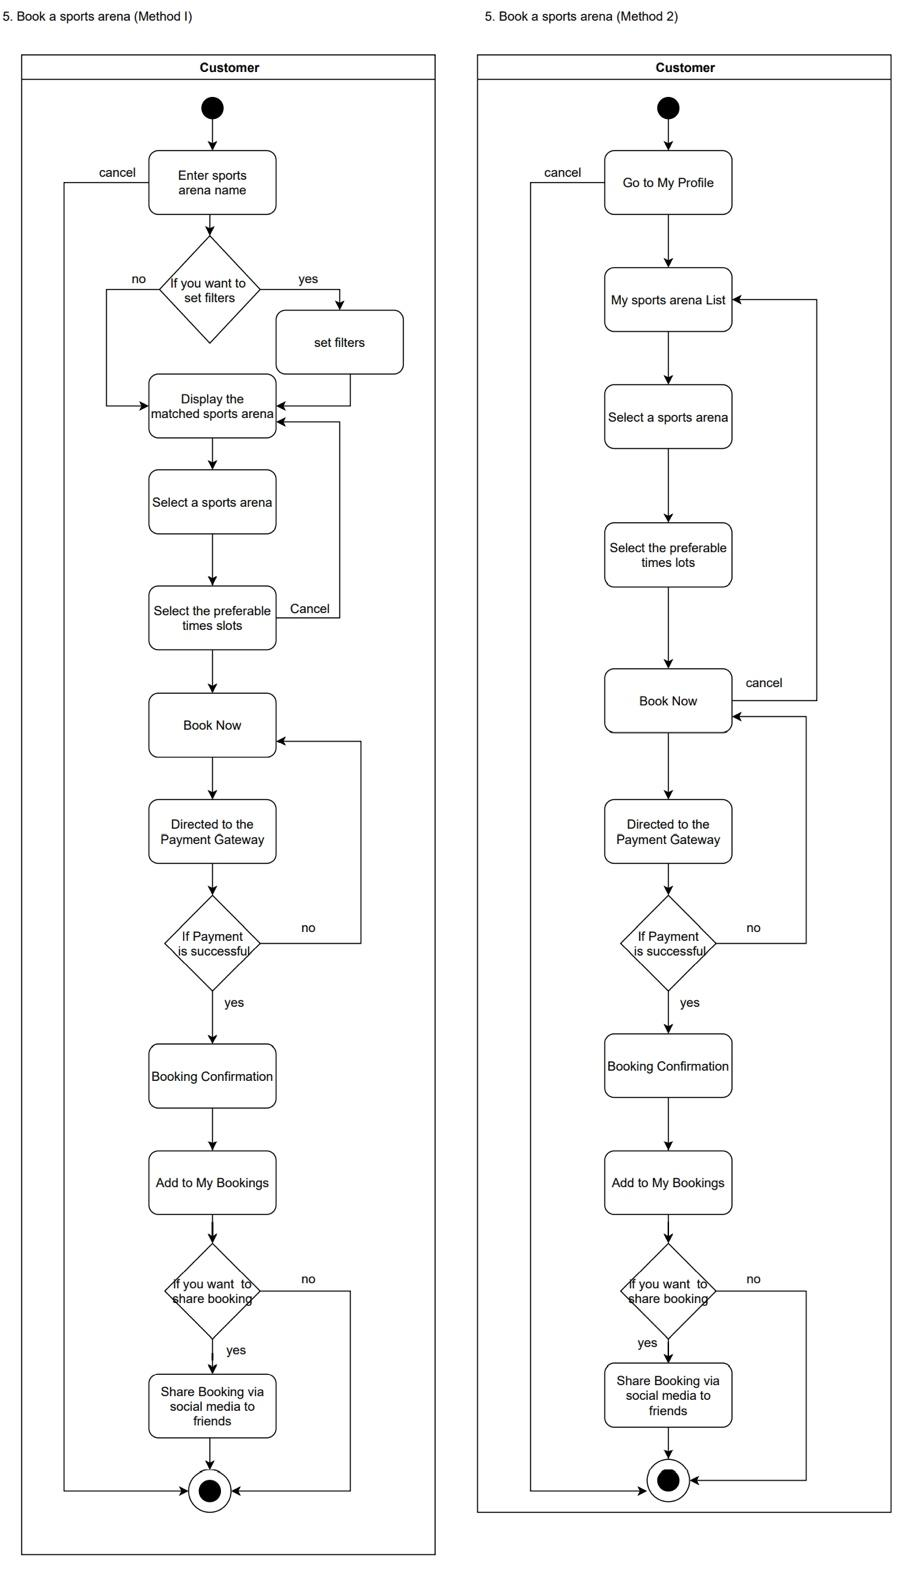 5. Book a sports arena (Method I)
Customer
cancel
Enter sports
arena name
no
If you want to
set filters
yes
set filters
Display the
matched sports arena
Select a sports arena
Select the preferable
times slots
Cancel
Book Now
Directed to the
Payment Gateway
If Payment
is successful
no
yes
Booking Confirmation
Add to My Bookings
if you want to
share booking
no
yes
Share Booking via
social media to
friends
5. Book a sports arena (Method 2)
Customer
cancel
Go to My Profile
My sports arena List
Select a sports arena
Select the preferable
times lots
Book Now
cancel
Directed to the
Payment Gateway
If Payment
is successful
no
yes
Booking Confirmation
Add to My Bookings
if you want to
share booking
no
yes
Share Booking via
social media to
friends